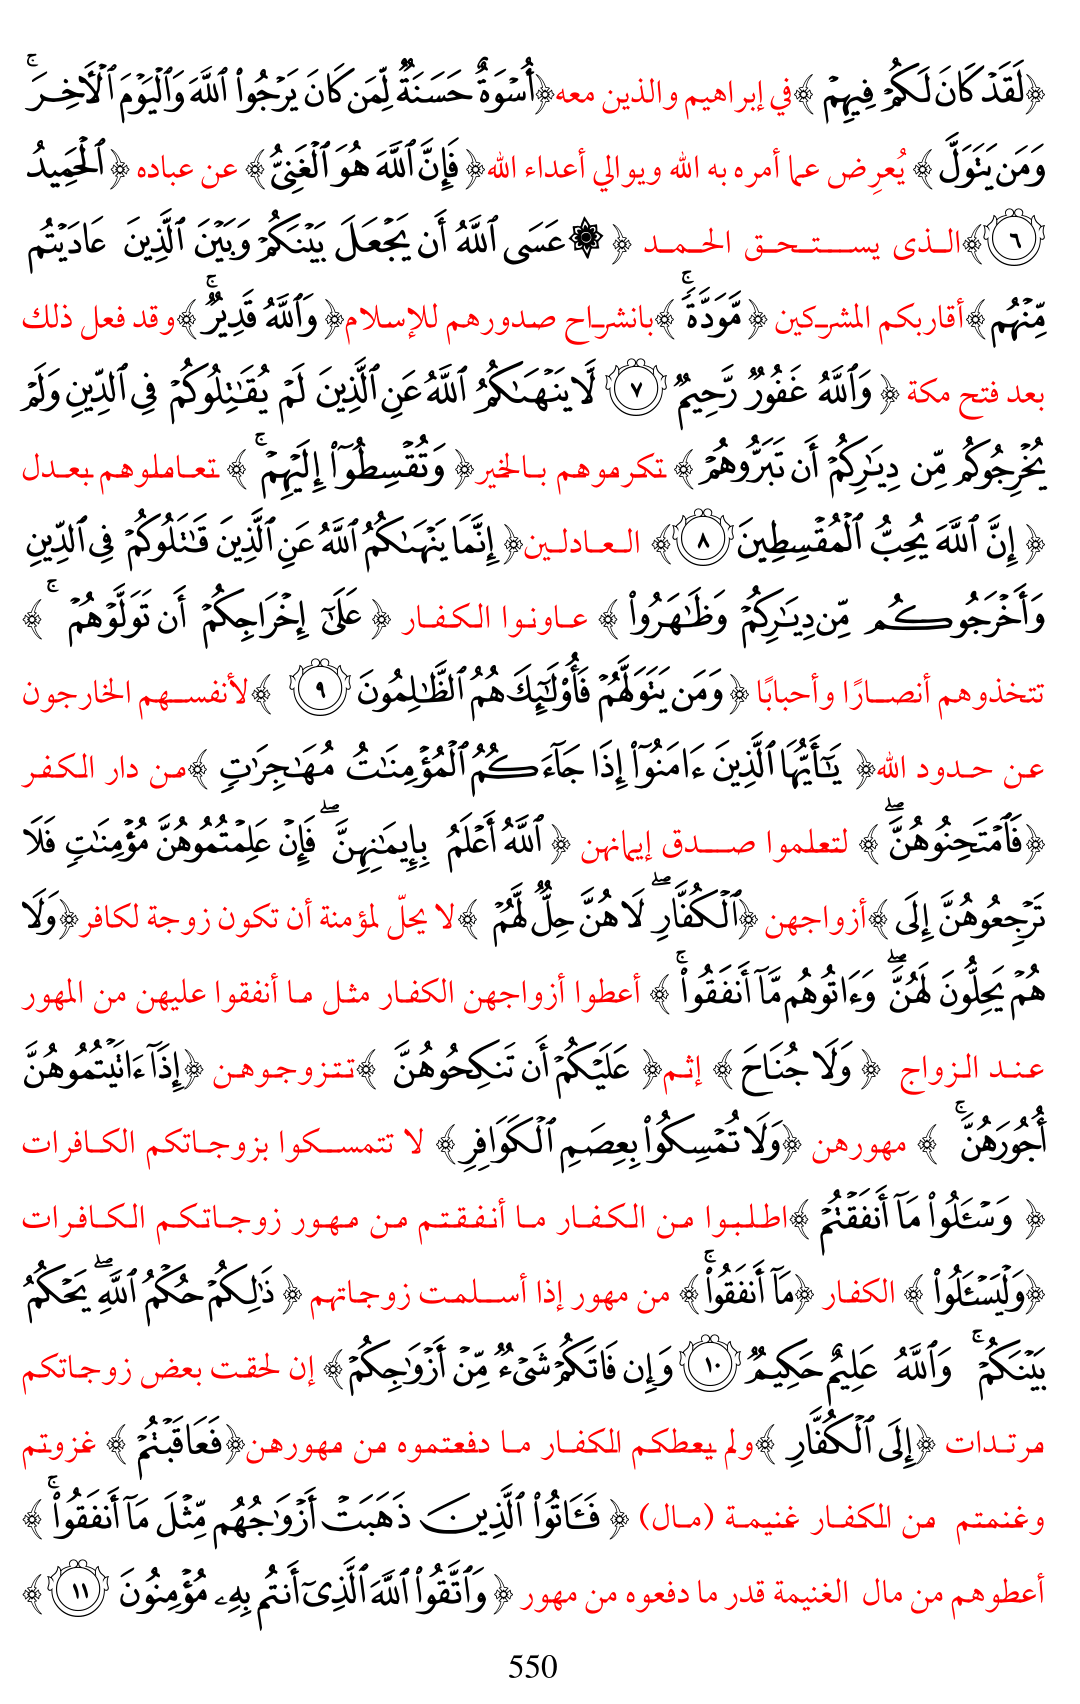 ﴿لَقَدْ كَانَ لَكُمْ فِيهِمْ ﴾في إبراهيم والذين معه﴿أُسْوَةٌ حَسَنَةٌ لِّمَن كَانَ يَرْجُواْ ٱللَّهَ وَٱلْيَوْمَ ٱلْأٓخِرَۚ
وَمَن يَتَوَلَّ ﴾ يُعرِض عما أمره به الله ويوالي أعداء الله﴿ فَإِنَّ ٱللَّهَ هُوَ ٱلْغَنِىُّ﴾ عن عباده ﴿ ٱلْحَمِيدُ
٦﴾الـذى يستحق الحمد ﴿ ۞عَسَى ٱللَّهُ أَن يَجْعَلَ بَيْنَكُمْ وَبَيْنَ ٱلَّذِينَ عَادَيْتُم
مِّنْهُم ﴾أقاربكم المشركين ﴿ مَّوَدَّةًۚ ﴾بانشراح صدورهم للإسلام﴿ وَٱللَّهُ قَدِيرٌۚ ﴾وقد فعل ذلك
بعد فتح مكة ﴿ وَٱللَّهُ غَفُورٌ رَّحِيمٌ ٧ لَّا يَنْهَىٰكُمُ ٱللَّهُ عَنِ ٱلَّذِينَ لَمْ يُقَٰتِلُوكُمْ فِى ٱلدِّينِ وَلَمْ
يُخْرِجُوكُم مِّن دِيَٰرِكُمْ أَن تَبَرُّوهُمْ ﴾ تكرموهم بالخير﴿ وَتُقْسِطُوٓاْ إِلَيْهِمْۚ ﴾ تعاملوهم بعدل
﴿ إِنَّ ٱللَّهَ يُحِبُّ ٱلْمُقْسِطِينَ ٨ ﴾ العادلين﴿ إِنَّمَا يَنْهَىٰكُمُ ٱللَّهُ عَنِ ٱلَّذِينَ قَٰتَلُوكُمْ فِى ٱلدِّينِ
وَأَخْرَجُوكُم مِّن دِيَٰرِكُمْ وَظَٰهَرُواْ ﴾ عاونوا الكفار ﴿ عَلَىٰٓ إِخْرَاجِكُمْ أَن تَوَلَّوْهُمْۚ ﴾
تتخذوهم أنصارًا وأحبابًا ﴿ وَمَن يَتَوَلَّهُمْ فَأُوْلَٰٓئِكَ هُمُ ٱلظَّٰلِمُونَ ٩ ﴾لأنفسهم الخارجون
عن حدود الله﴿ يَٰٓأَيُّهَا ٱلَّذِينَ ءَامَنُوٓاْ إِذَا جَآءَكُمُ ٱلْمُؤْمِنَٰتُ مُهَٰجِرَٰتٍ ﴾من دار الكفر
﴿فَٱمْتَحِنُوهُنَّۖ ﴾ لتعلموا صدق إيمانهن ﴿ ٱللَّهُ أَعْلَمُ بِإِيمَٰنِهِنَّۖ فَإِنْ عَلِمْتُمُوهُنَّ مُؤْمِنَٰتٍ فَلَا
تَرْجِعُوهُنَّ إِلَى ﴾أزواجهن ﴿ٱلْكُفَّارِۖ لَا هُنَّ حِلٌّ لَّهُمْ ﴾لا يحلّ لمؤمنة أن تكون زوجة لكافر﴿وَلَا
هُمْ يَحِلُّونَ لَهُنَّۖ وَءَاتُوهُم مَّآ أَنفَقُواْۚ ﴾ أعطوا أزواجهن الكفار مثل ما أنفقوا عليهن من المهور
عند الزواج ﴿ وَلَا جُنَاحَ ﴾ إثم﴿ عَلَيْكُمْ أَن تَنكِحُوهُنَّ ﴾تتزوجوهن ﴿إِذَآ ءَاتَيْتُمُوهُنَّ
أُجُورَهُنَّۚ ﴾ مهورهن ﴿وَلَا تُمْسِكُواْ بِعِصَمِ ٱلْكَوَافِرِ﴾ لا تتمسكوا بزوجاتكم الكافرات
﴿ وَسْـَٔلُواْ مَآ أَنفَقْتُمْ ﴾اطلبوا من الكفار ما أنفقتم من مهور زوجاتكم الكافرات
﴿وَلْيَسْـَٔلُواْ ﴾ الكفار ﴿مَآ أَنفَقُواْۚ﴾ من مهور إذا أسلمت زوجاتهم ﴿ ذَٰلِكُمْ حُكْمُ ٱللَّهِۖ يَحْكُمُ
بَيْنَكُمْۚ وَٱللَّهُ عَلِيمٌ حَكِيمٌ ١٠ وَإِن فَاتَكُمْ شَىْءٌ مِّنْ أَزْوَٰجِكُمْ﴾ إن لحقت بعض زوجاتكم
مرتدات ﴿إِلَى ٱلْكُفَّارِ ﴾ولم يعطكم الكفار ما دفعتموه من مهورهن﴿فَعَاقَبْتُمْ ﴾ غزوتم
وغنمتم من الكفار غنيمة (مال) ﴿ فَـَٔاتُواْ ٱلَّذِينَ ذَهَبَتْ أَزْوَٰجُهُم مِّثْلَ مَآ أَنفَقُواْۚ ﴾
أعطوهم من مال الغنيمة قدر ما دفعوه من مهور ﴿ وَٱتَّقُواْ ٱللَّهَ ٱلَّذِىٓ أَنتُم بِهِۦ مُؤْمِنُونَ ١١ ﴾
550